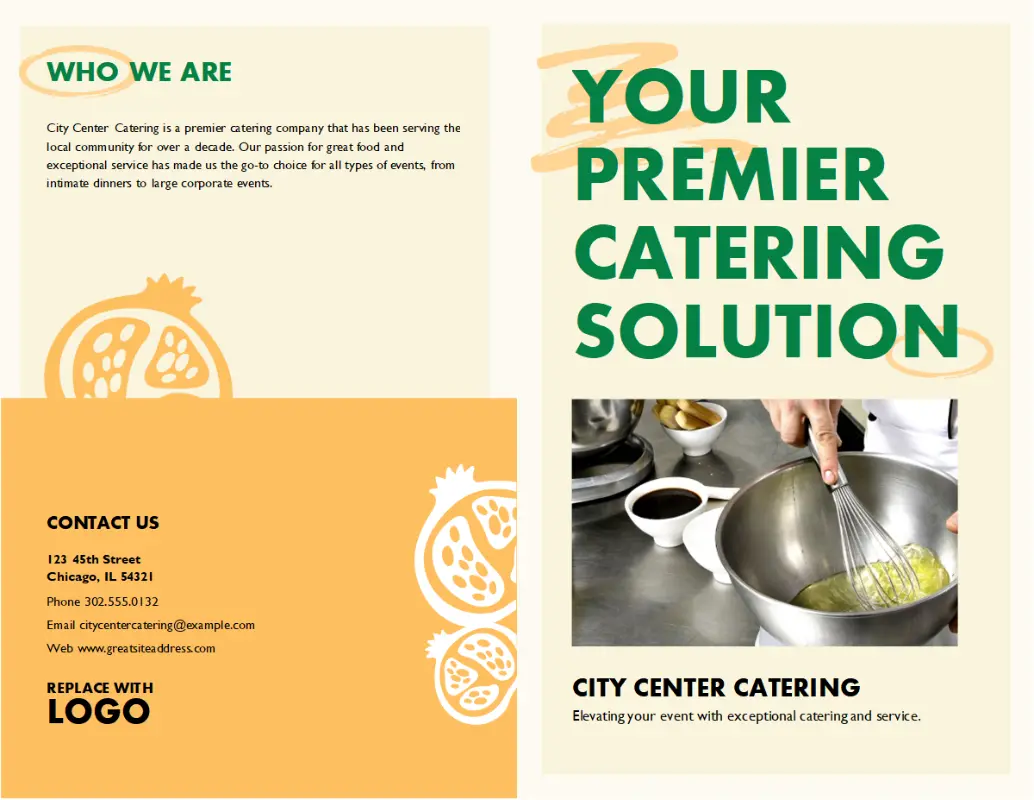 WHO WE ARE
City Center Catering is a premier catering company that has been serving the
local community for over a decade. Our passion for great food and
exceptional service has made us the go-to choice for all types of events, from
intimate dinners to large corporate events.
CONTACT US
123 45th Street
Chicago, IL 54321
Phone 302.555.0132
Email citycentercatering@example.com
Web www.greatsiteaddress.com
REPLACE WITH
LOGO
YOUR
PREMIER
CATERING
SOLUTION
CITY CENTER CATERING
Elevating your event with exceptional catering and service.